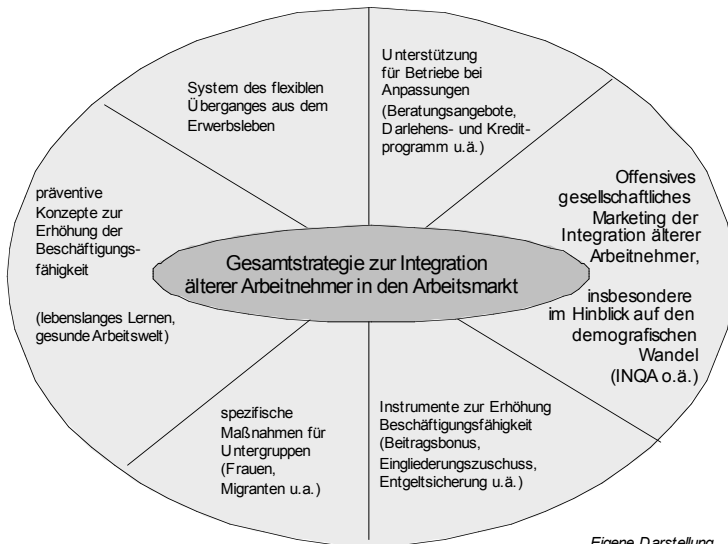 System des flexiblen
Überganges aus dem
Erwerbsleben
Unterstützung
für Betriebe bei
Anpassungen
(Beratungsangebote,
Darlehens- und Kredit-
programm u.ä.)
Offensives
gesellschaftliches
Marketing der
Integration älterer
Arbeitnehmer,
insbesondere
im Hinblick auf den
demografischen
Wandel
(INQA o.ä.)
präventive
Konzepte zur
Erhöhung der
Beschäftigungs-
fähigkeit
(lebenslanges Lernen,
gesunde Arbeitswelt)
Gesamtstrategie zur Integration
älterer Arbeitnehmer in den Arbeitsmarkt
spezifische
Maßnahmen für
Untergruppen
(Frauen,
Migranten u.a.)
Instrumente zur Erhöhung
Beschäftigungsfähigkeit
(Beitragsbonus,
Eingliederungszuschuss,
Entgeltsicherung u.ä.)
Eigene Darstellung